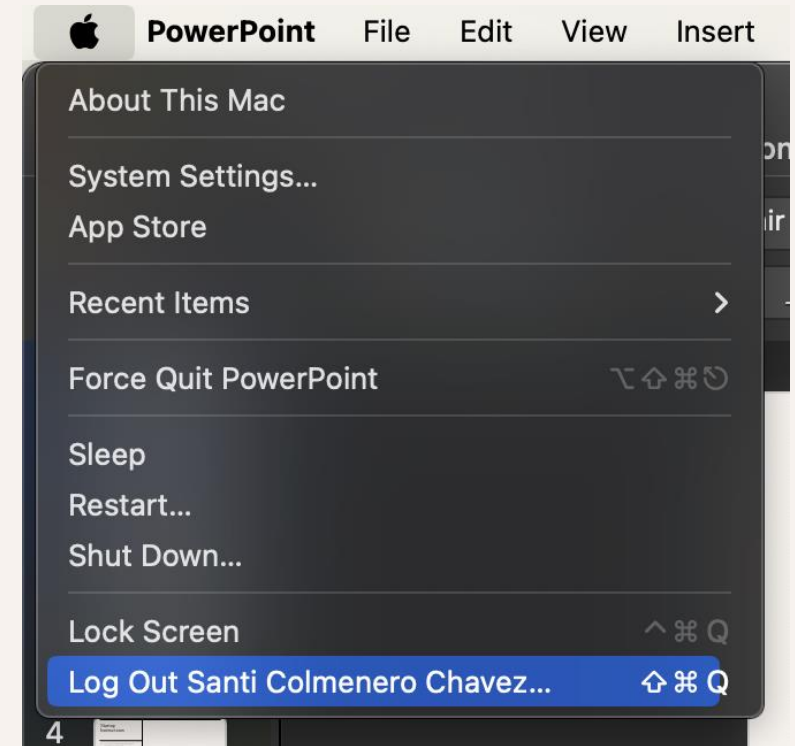 PowerPoint File Edit View Insert
About This Mac
System Settings...
App Store
Recent Items >
Force Quit PowerPoint ⌥⇧⌘⎋
Sleep
Restart...
Shut Down...
Lock Screen ^⌘Q
Log Out Santi Colmenero Chavez... ⇧⌘Q
4